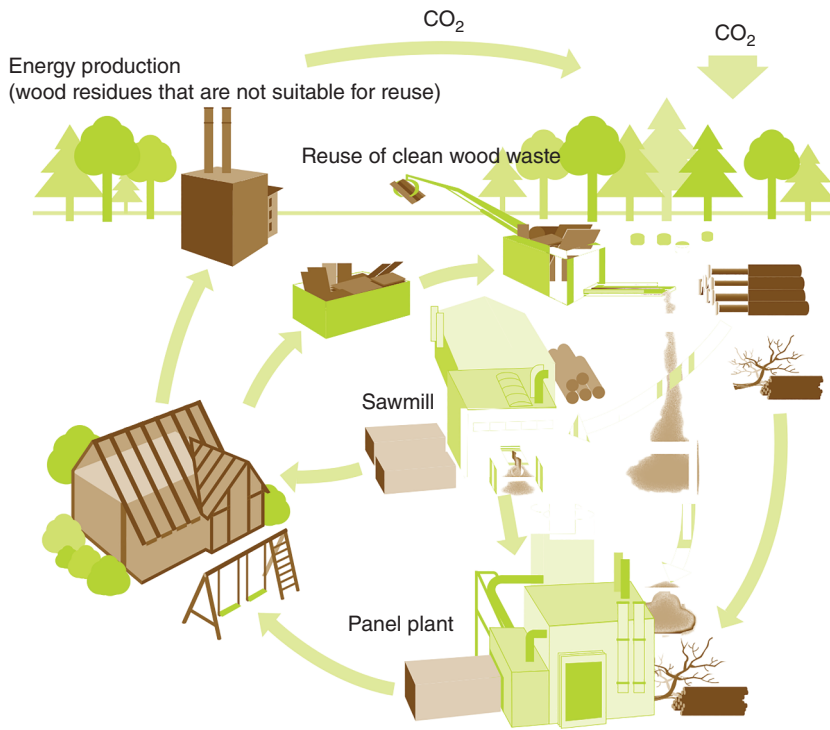 CO₂
CO₂
Energy production
(wood residues that are not suitable for reuse)
Reuse of clean wood waste
Sawmill
Panel plant